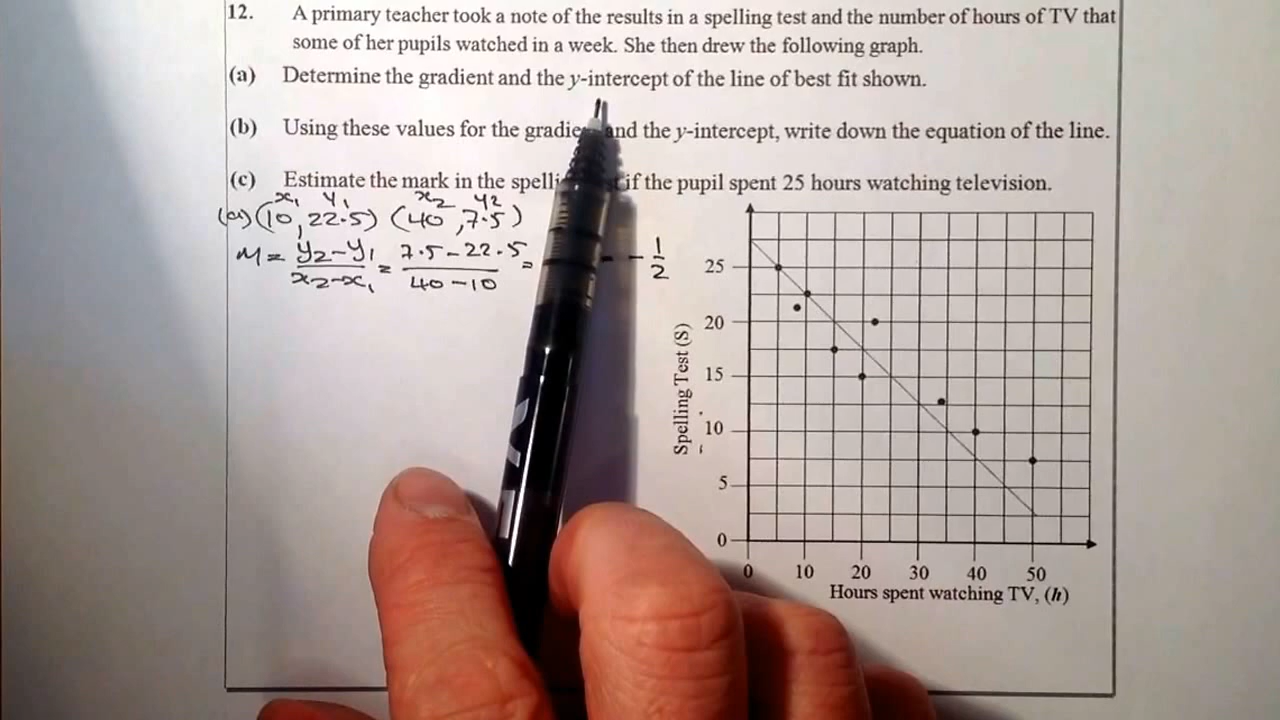 12. A primary teacher took a note of the results in a spelling test and the number of hours of TV that
some of her pupils watched in a week. She then drew the following graph.
(a) Determine the gradient and the y-intercept of the line of best fit shown.
(b) Using these values for the and the y-intercept, write down the equation of the line.
(c) Estimate the mark in the if the pupil spent 25 hours watching television.
x₁ y₁ x₂ y₂
(a) (10, 22.5) (40, 7.5)
M = y₂-y₁ / x₂-x₁ = 7.5-22.5 / 40-10 = = -1/2
25
20
15
10
5
0
Spelling Test (S)
0 10 20 30 40 50
Hours spent watching TV, (h)